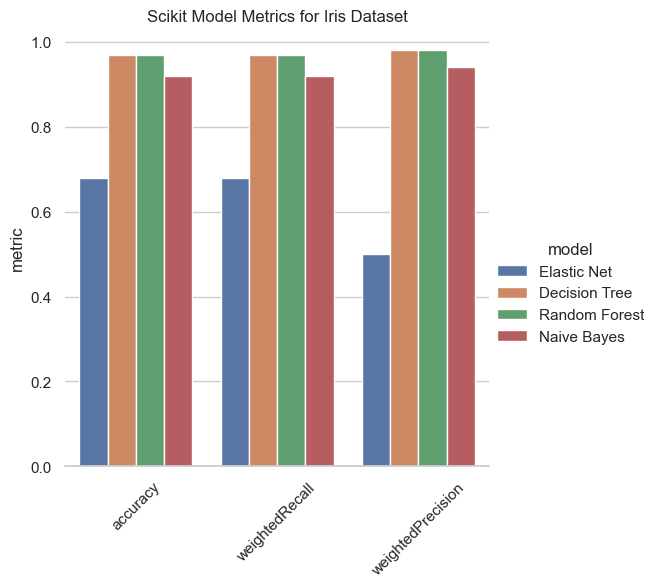 Scikit Model Metrics for Iris Dataset
1.0
0.8
0.6
0.4
0.2
0.0
metric
accuracy
weightedRecall
weightedPrecision
model
Elastic Net
Decision Tree
Random Forest
Naive Bayes